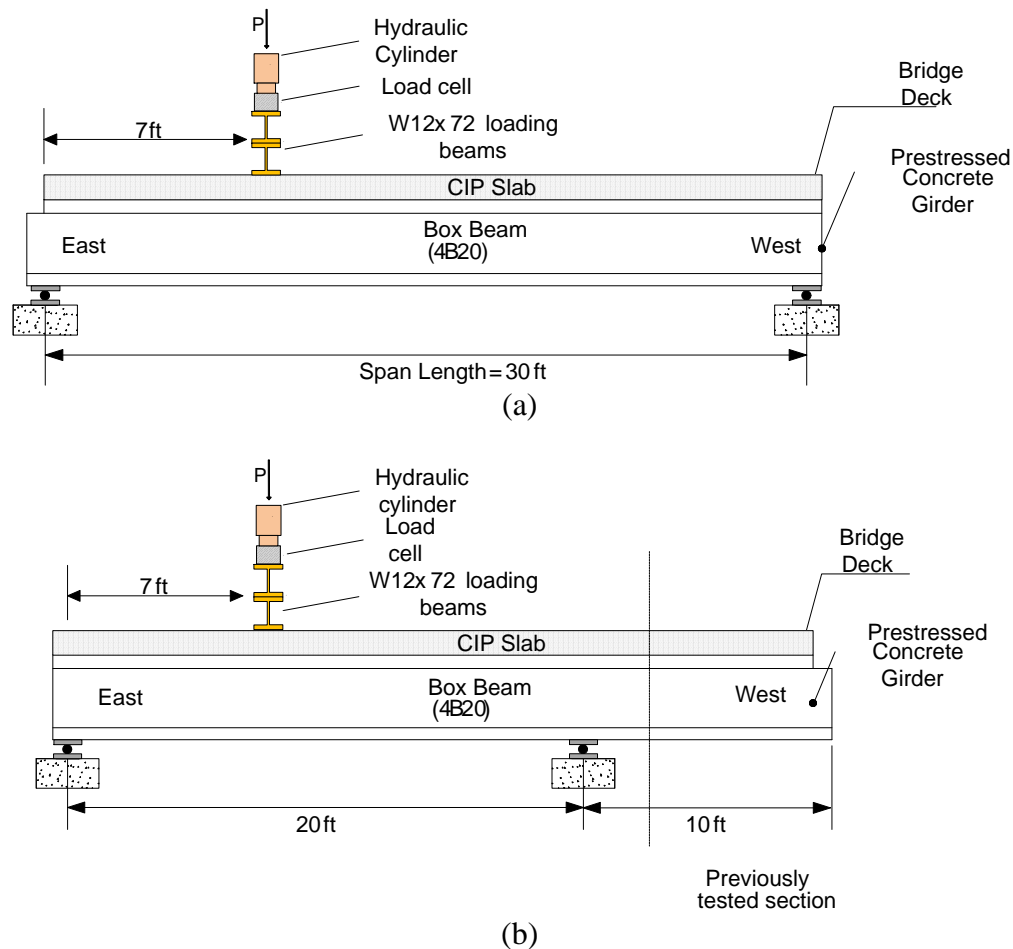 P
Hydraulic
Cylinder
Load cell
Bridge
Deck
7ft
W12x 72 loading
beams
Prestressed
Concrete
Girder
CIP Slab
East
Box Beam
(4B20)
West
Span Length = 30 ft
(a)
P
Hydraulic
cylinder
Load
cell
Bridge
Deck
7 ft
W12x 72 loading
beams
Prestressed
Concrete
Girder
CIP Slab
East
Box Beam
(4B20)
West
20 ft
10 ft
Previously
tested section
(b)